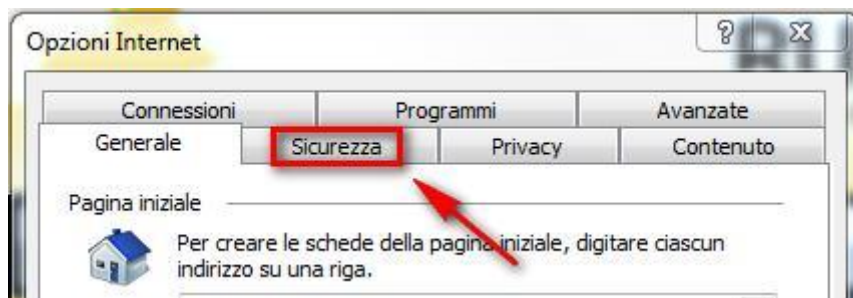 Opzioni Internet
Connessioni Programmi Avanzate
Generale Sicurezza Privacy Contenuto
Pagina iniziale
Per creare le schede della pagina iniziale, digitare ciascun
indirizzo su una riga.